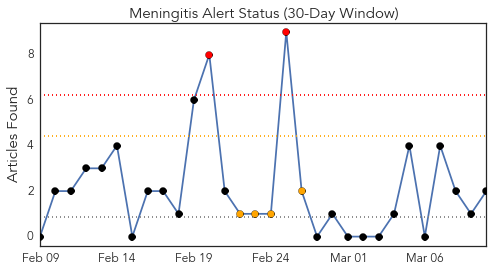 Meningitis Alert Status (30-Day Window)
Articles Found
8
6
4
2
0
Feb 09 Feb 14 Feb 19 Feb 24 Mar 01 Mar 06